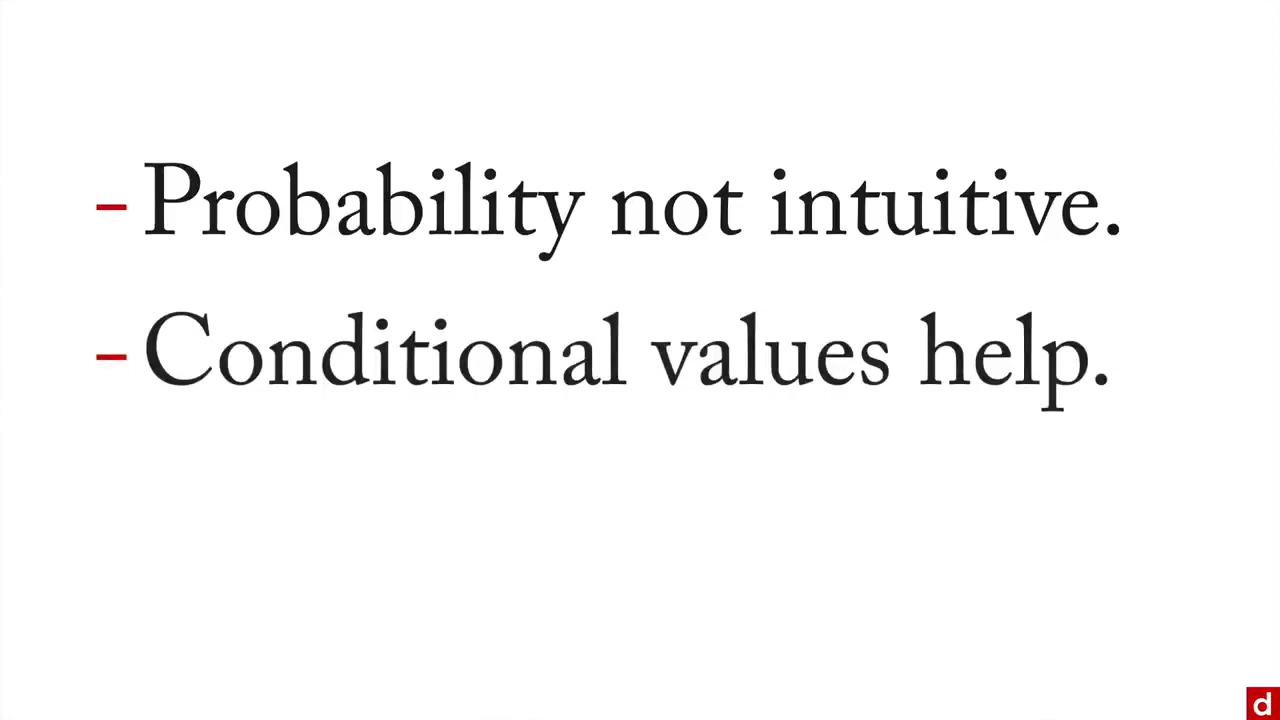 - Probability not intuitive.
- Conditional values help.
d